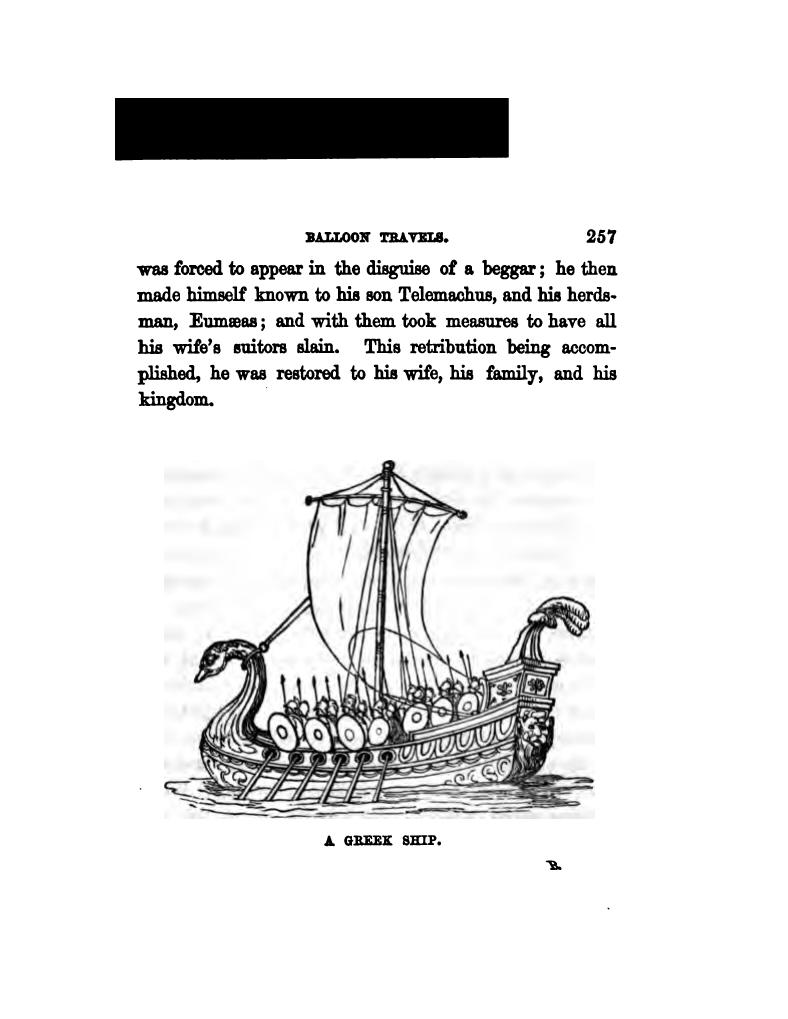 BALLOON TRAVELS. 257
was forced to appear in the disguise of a beggar; he then
made himself known to his son Telemachus, and his herds-
man, Eumæas; and with them took measures to have all
his wife's suitors slain. This retribution being accom-
plished, he was restored to his wife, his family, and his
kingdom.
A GREEK SHIP.
R.